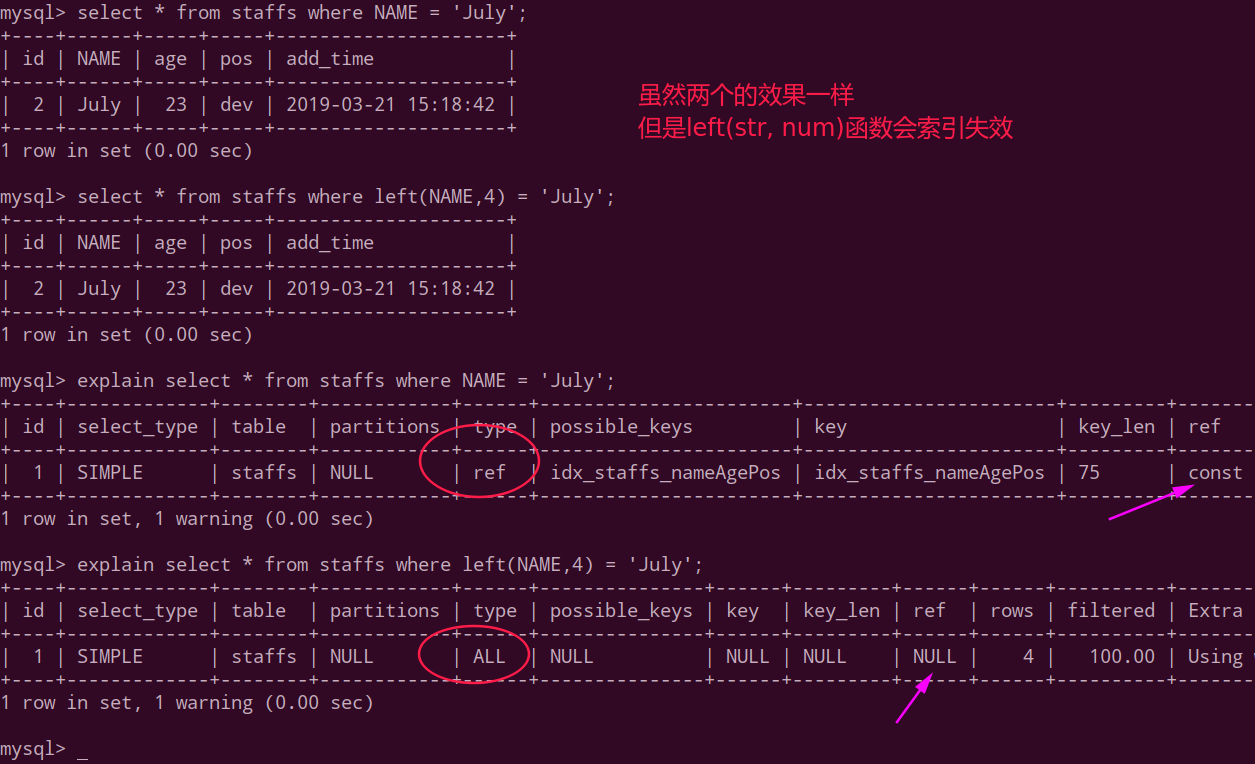 mysql> select * from staffs where NAME = 'July';
+----+------+-----+-----+---------------------+
| id | NAME | age | pos | add_time            |
+----+------+-----+-----+---------------------+
|  2 | July |  23 | dev | 2019-03-21 15:18:42 |
+----+------+-----+-----+---------------------+
1 row in set (0.00 sec)
虽然两个的效果一样
但是left(str, num)函数会索引失效
mysql> select * from staffs where left(NAME,4) = 'July';
+----+------+-----+-----+---------------------+
| id | NAME | age | pos | add_time            |
+----+------+-----+-----+---------------------+
|  2 | July |  23 | dev | 2019-03-21 15:18:42 |
+----+------+-----+-----+---------------------+
1 row in set (0.00 sec)
mysql> explain select * from staffs where NAME = 'July';
+----+-------------+--------+------------+------+-----------------------+-----------------------+---------+-------
| id | select_type | table  | partitions | type | possible_keys         | key                   | key_len | ref
+----+-------------+--------+------------+------+-----------------------+-----------------------+---------+-------
|  1 | SIMPLE      | staffs | NULL       | ref  | idx_staffs_nameAgePos | idx_staffs_nameAgePos | 75      | const
+----+-------------+--------+------------+------+-----------------------+-----------------------+---------+-------
1 row in set, 1 warning (0.00 sec)
mysql> explain select * from staffs where left(NAME,4) = 'July';
+----+-------------+--------+------------+------+---------------+------+---------+------+------+----------+-------
| id | select_type | table  | partitions | type | possible_keys | key  | key_len | ref  | rows | filtered | Extra
+----+-------------+--------+------------+------+---------------+------+---------+------+------+----------+-------
|  1 | SIMPLE      | staffs | NULL       | ALL  | NULL          | NULL | NULL    | NULL |    4 |   100.00 | Using
+----+-------------+--------+------------+------+---------------+------+---------+------+------+----------+-------
1 row in set, 1 warning (0.00 sec)
mysql> _